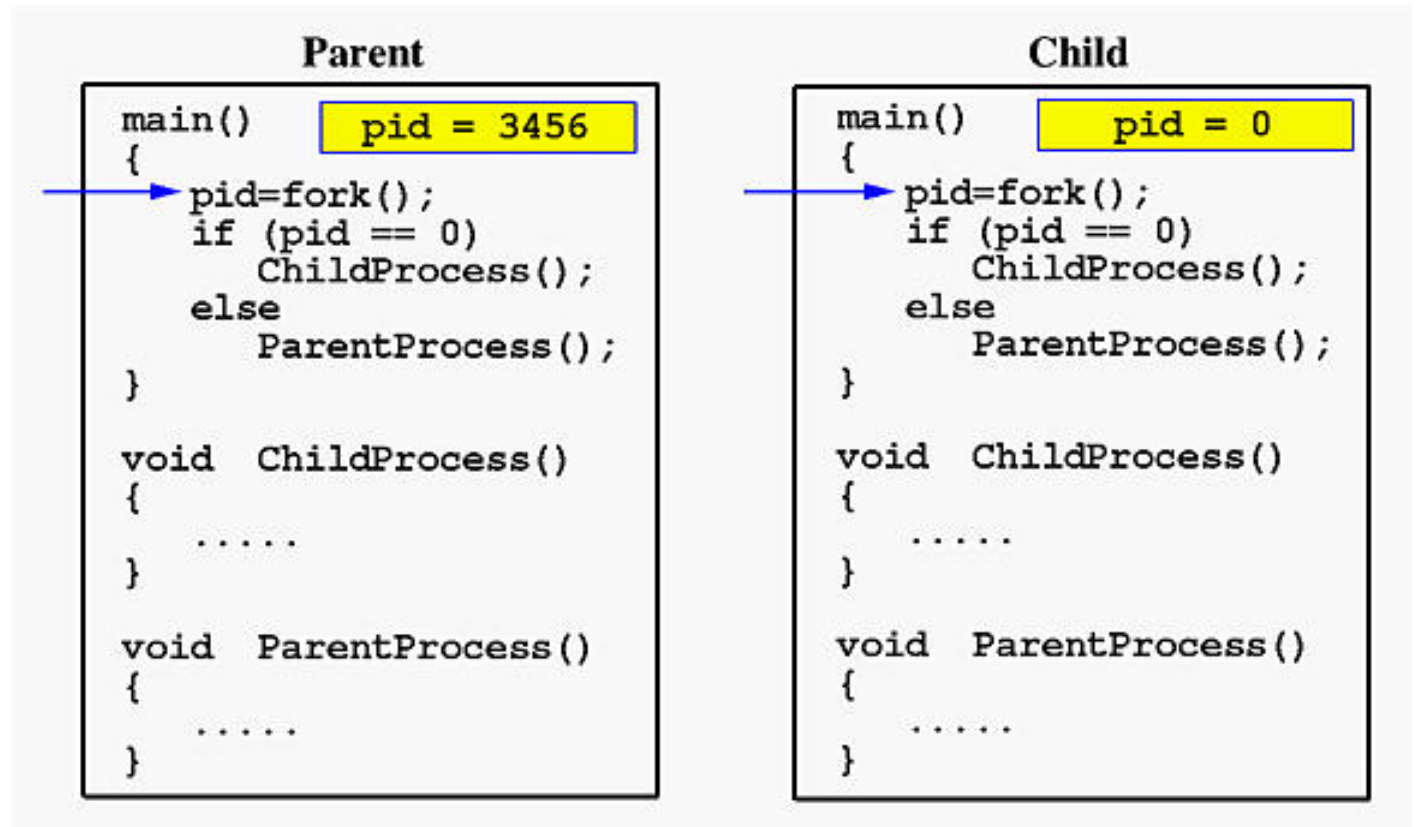 Parent
main()
pid = 3456
{
pid=fork();
if (pid == 0)
ChildProcess();
else
ParentProcess();
}
void ChildProcess()
{
.....
}
void ParentProcess()
{
.....
}
Child
main()
pid = 0
{
pid=fork();
if (pid == 0)
ChildProcess();
else
ParentProcess();
}
void ChildProcess()
{
.....
}
void ParentProcess()
{
.....
}